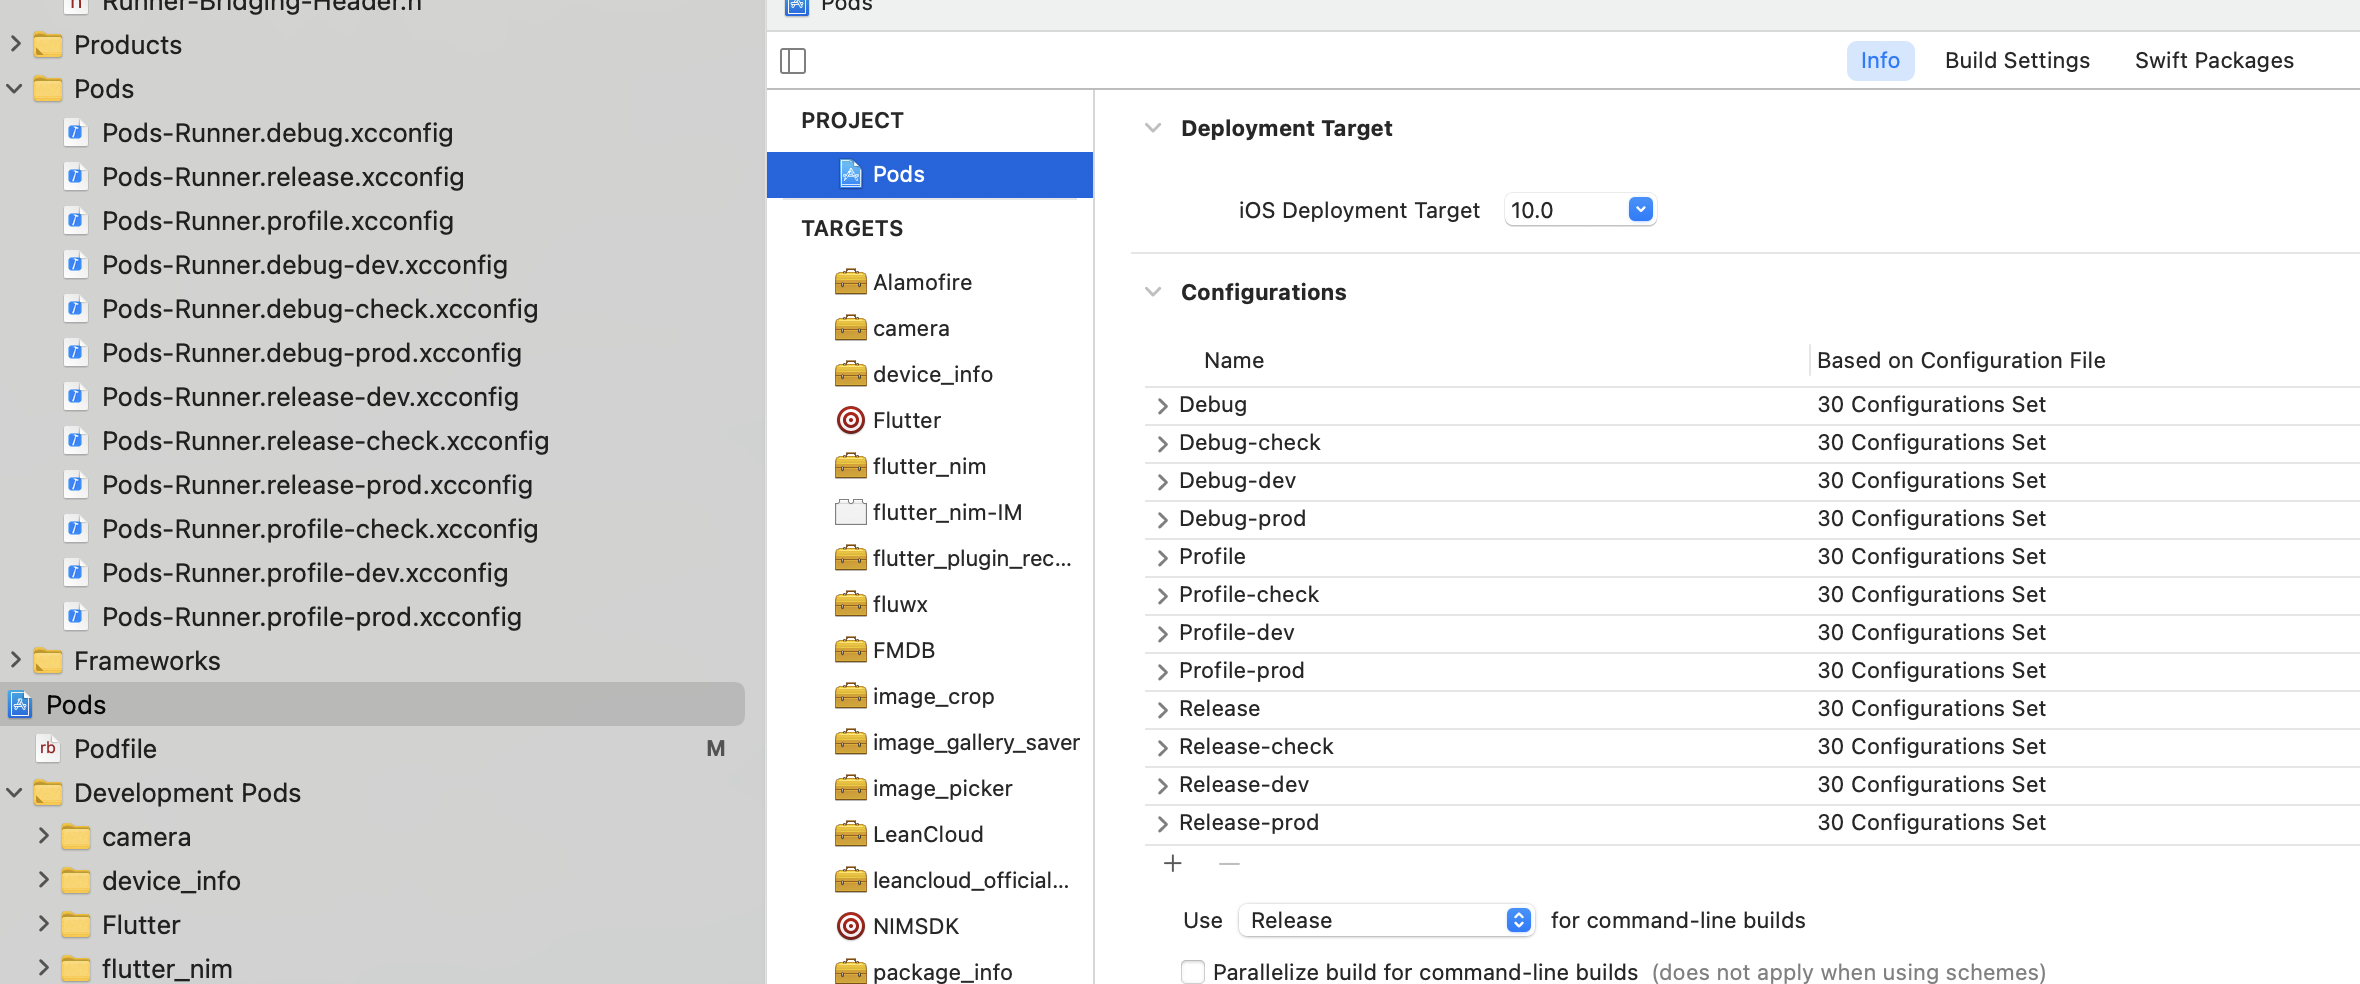 Runner-Bridging-Header.h
Products
Pods
Pods-Runner.debug.xcconfig
Pods-Runner.release.xcconfig
Pods-Runner.profile.xcconfig
Pods-Runner.debug-dev.xcconfig
Pods-Runner.debug-check.xcconfig
Pods-Runner.debug-prod.xcconfig
Pods-Runner.release-dev.xcconfig
Pods-Runner.release-check.xcconfig
Pods-Runner.release-prod.xcconfig
Pods-Runner.profile-check.xcconfig
Pods-Runner.profile-dev.xcconfig
Pods-Runner.profile-prod.xcconfig
Frameworks
Pods
rb Podfile M
Development Pods
camera
device_info
Flutter
flutter_nim
Pods
Info Build Settings Swift Packages
PROJECT
Pods
TARGETS
Alamofire
camera
device_info
Flutter
flutter_nim
flutter_nim-IM
flutter_plugin_rec...
fluwx
FMDB
image_crop
image_gallery_saver
image_picker
LeanCloud
leancloud_official...
NIMSDK
package_info
Deployment Target
iOS Deployment Target 10.0
Configurations
Name Based on Configuration File
Debug 30 Configurations Set
Debug-check 30 Configurations Set
Debug-dev 30 Configurations Set
Debug-prod 30 Configurations Set
Profile 30 Configurations Set
Profile-check 30 Configurations Set
Profile-dev 30 Configurations Set
Profile-prod 30 Configurations Set
Release 30 Configurations Set
Release-check 30 Configurations Set
Release-dev 30 Configurations Set
Release-prod 30 Configurations Set
Use Release for command-line builds
Parallelize build for command-line builds (does not apply when using schemes)